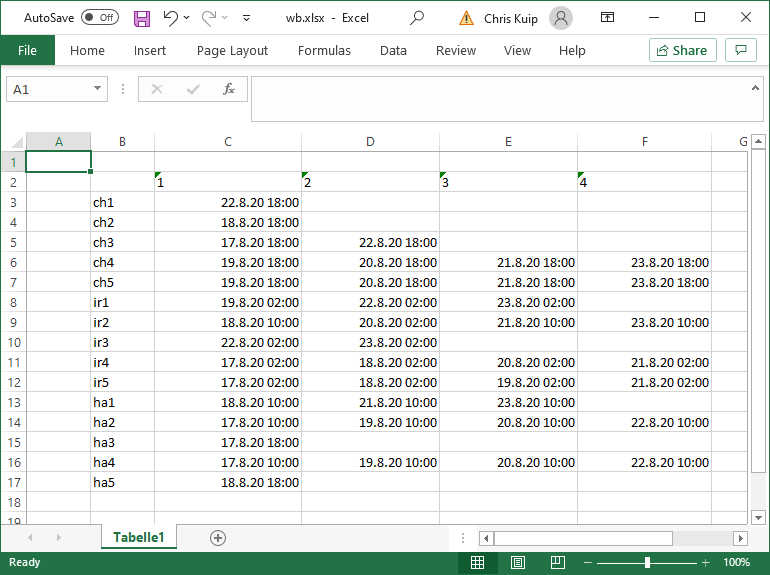 AutoSave Off wb.xlsx - Excel Chris Kuip
File Home Insert Page Layout Formulas Data Review View Help Share
A1 fx
A B C D E F G
1
2 1 2 3 4
3 ch1 22.8.20 18:00
4 ch2 18.8.20 18:00
5 ch3 17.8.20 18:00 22.8.20 18:00
6 ch4 19.8.20 18:00 20.8.20 18:00 21.8.20 18:00 23.8.20 18:00
7 ch5 19.8.20 18:00 20.8.20 18:00 21.8.20 18:00 23.8.20 18:00
8 ir1 19.8.20 02:00 22.8.20 02:00 23.8.20 02:00
9 ir2 18.8.20 10:00 20.8.20 02:00 21.8.20 10:00 23.8.20 10:00
10 ir3 22.8.20 02:00 23.8.20 02:00
11 ir4 17.8.20 02:00 18.8.20 02:00 20.8.20 02:00 21.8.20 02:00
12 ir5 17.8.20 02:00 18.8.20 02:00 19.8.20 02:00 21.8.20 02:00
13 ha1 18.8.20 10:00 21.8.20 10:00 23.8.20 10:00
14 ha2 17.8.20 10:00 19.8.20 10:00 20.8.20 10:00 22.8.20 10:00
15 ha3 17.8.20 18:00
16 ha4 17.8.20 10:00 19.8.20 10:00 20.8.20 10:00 22.8.20 10:00
17 ha5 18.8.20 18:00
18
19
Tabelle1
Ready 100%